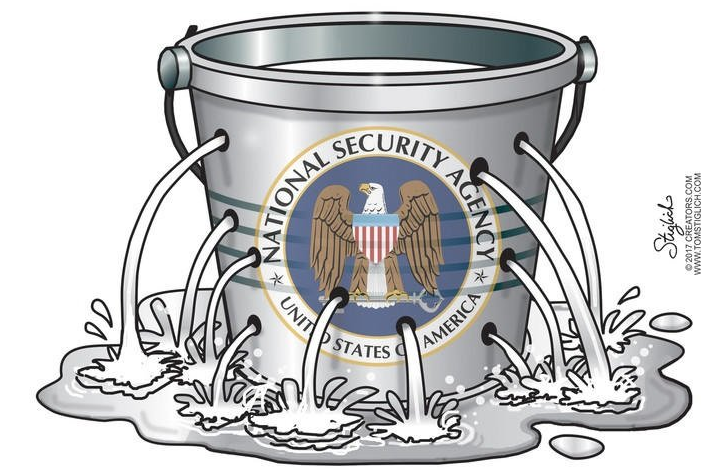 NATIONAL SECURITY AGENCY
UNITED STATES OF AMERICA
Stiglich
© 2017 CREATORS.COM
WWW.TOMSTIGLICH.COM